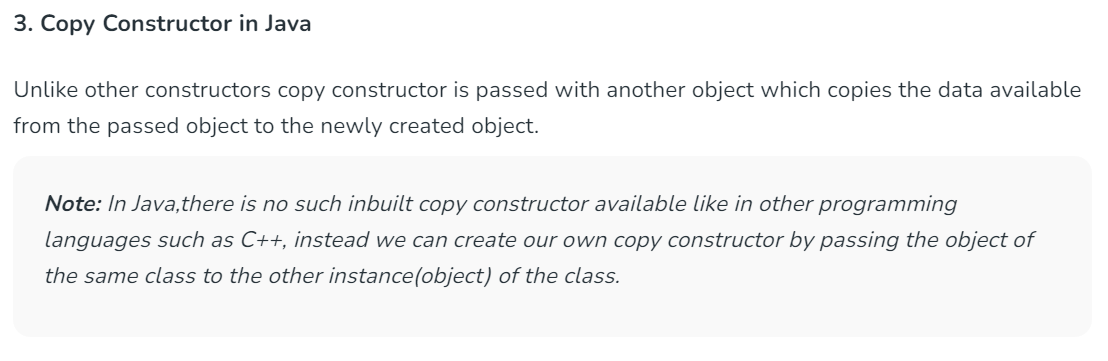 3. Copy Constructor in Java
Unlike other constructors copy constructor is passed with another object which copies the data available
from the passed object to the newly created object.
Note: In Java,there is no such inbuilt copy constructor available like in other programming
languages such as C++, instead we can create our own copy constructor by passing the object of
the same class to the other instance(object) of the class.